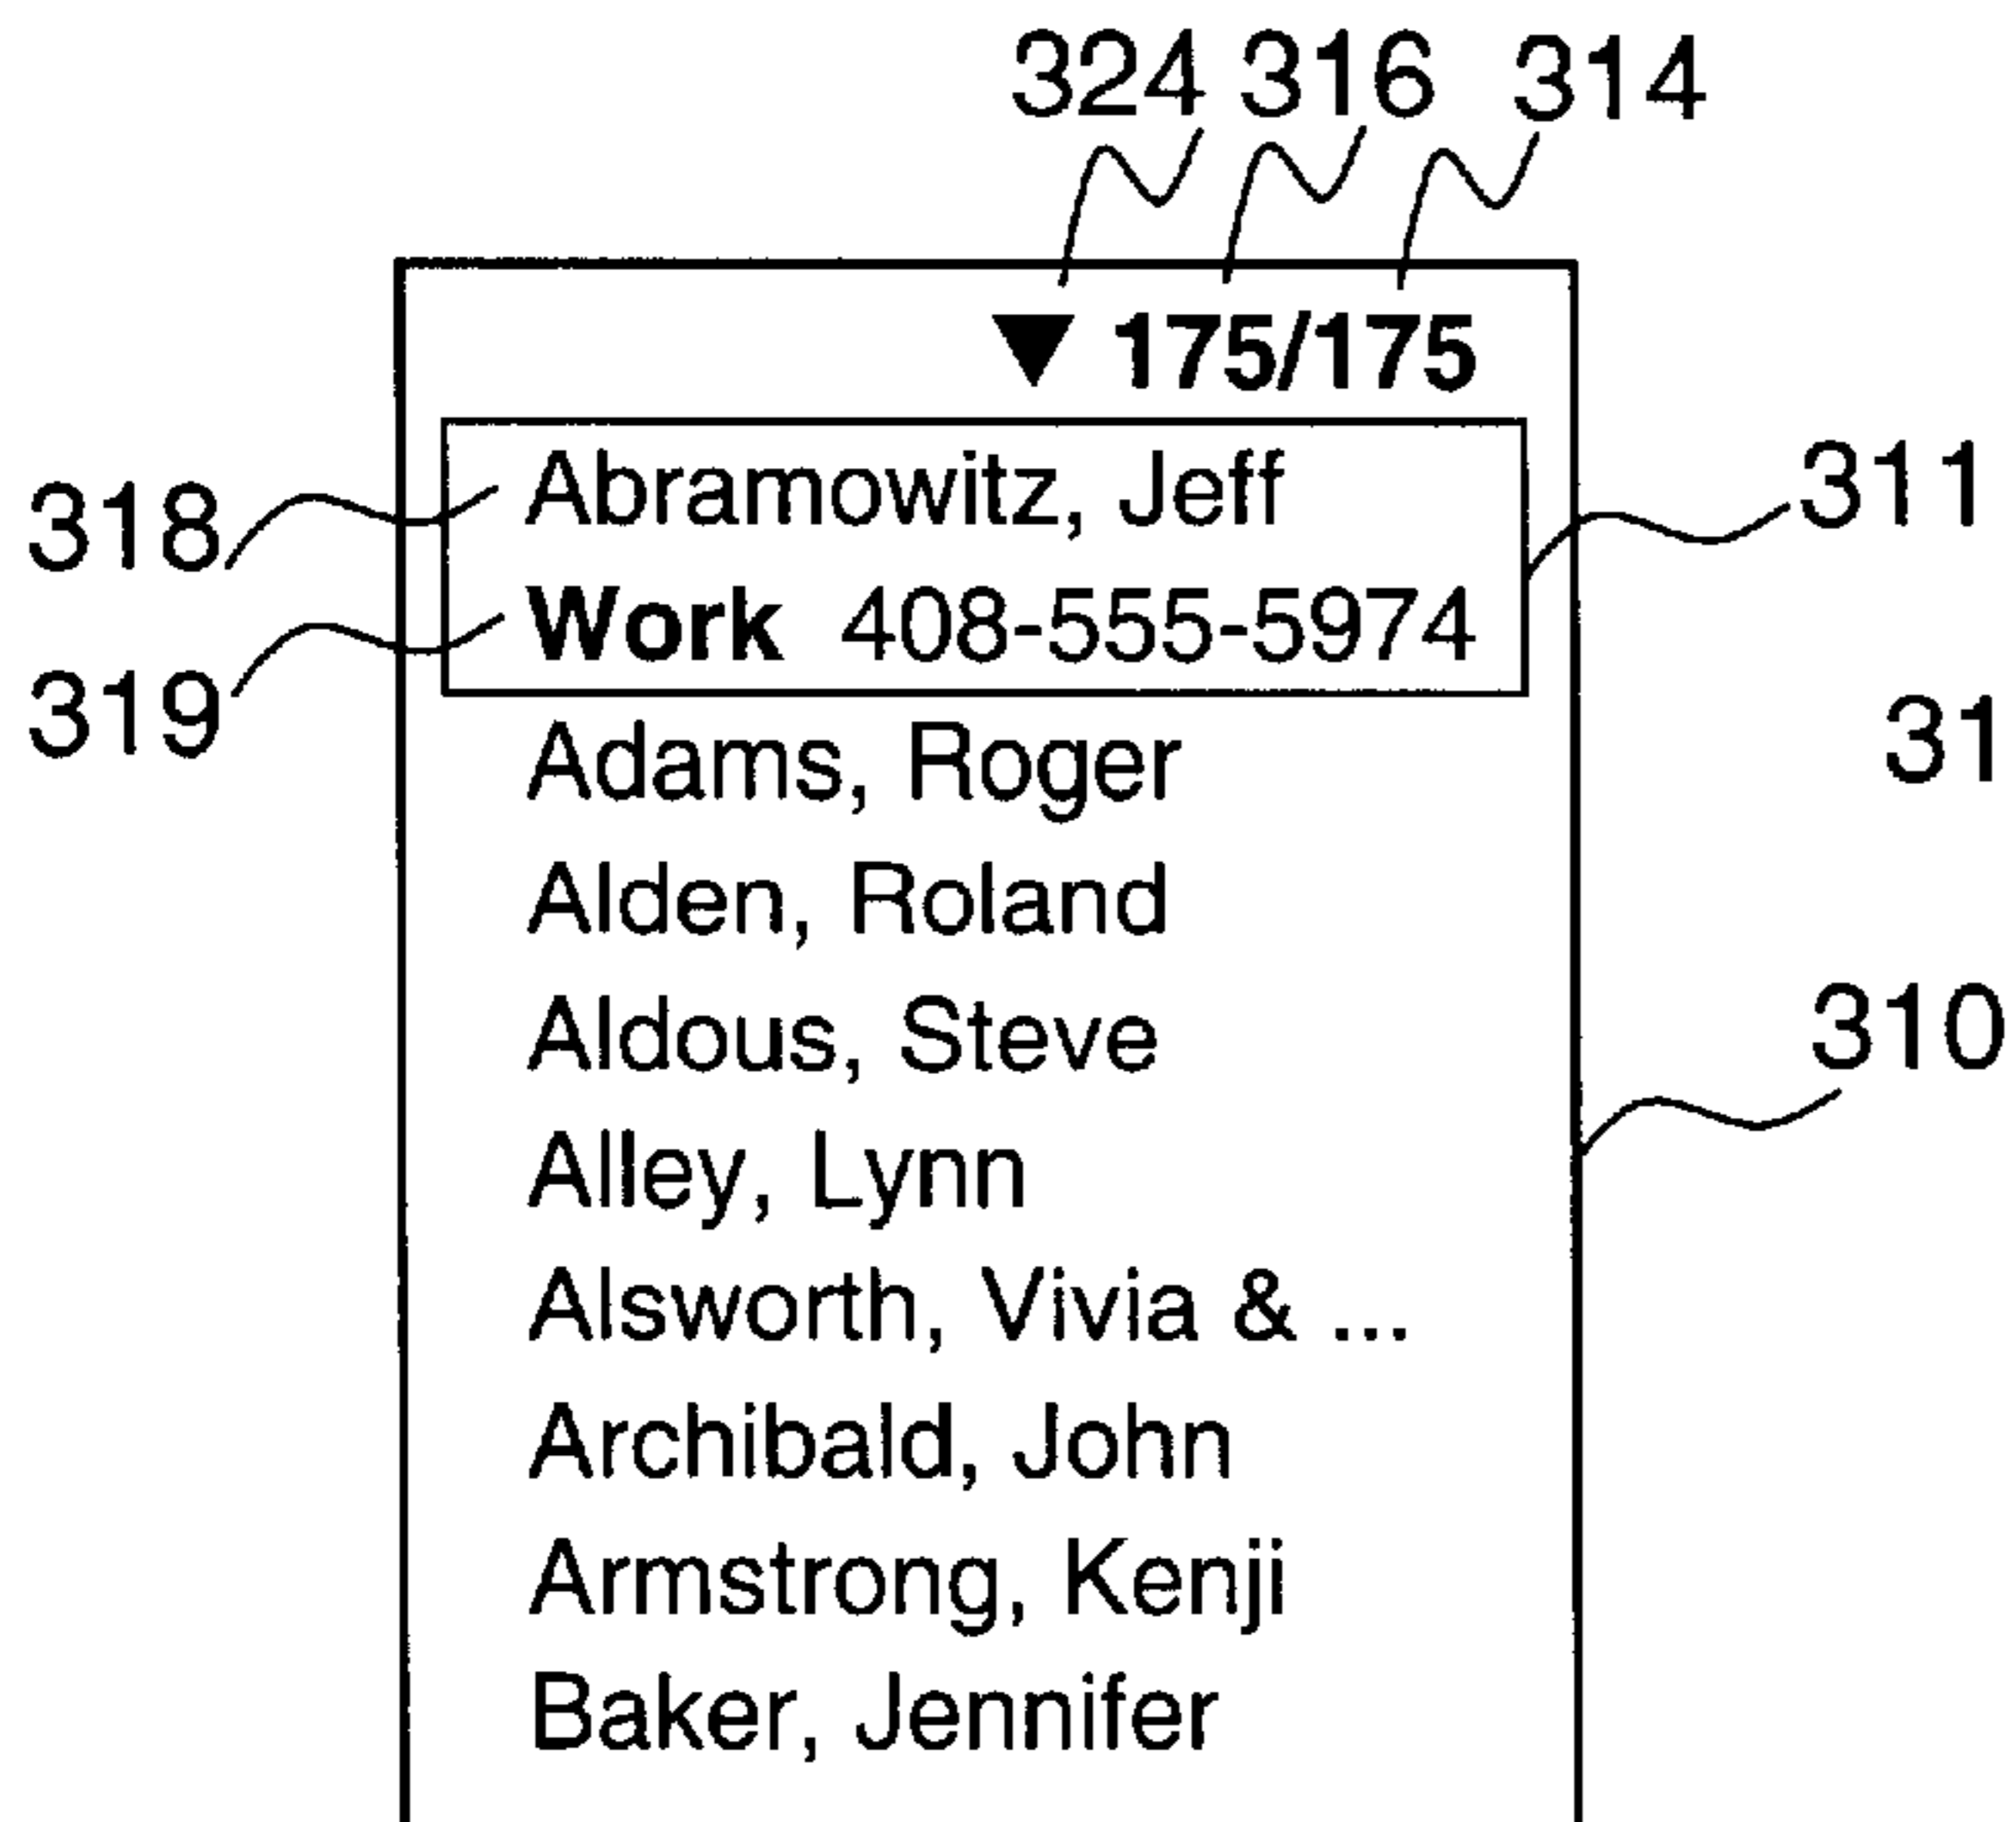 324 316 314
▼ 175/175
318 Abramowitz, Jeff 311
319 Work 408-555-5974
Adams, Roger 31
Alden, Roland
Aldous, Steve 310
Alley, Lynn
Alsworth, Vivia & ...
Archibald, John
Armstrong, Kenji
Baker, Jennifer